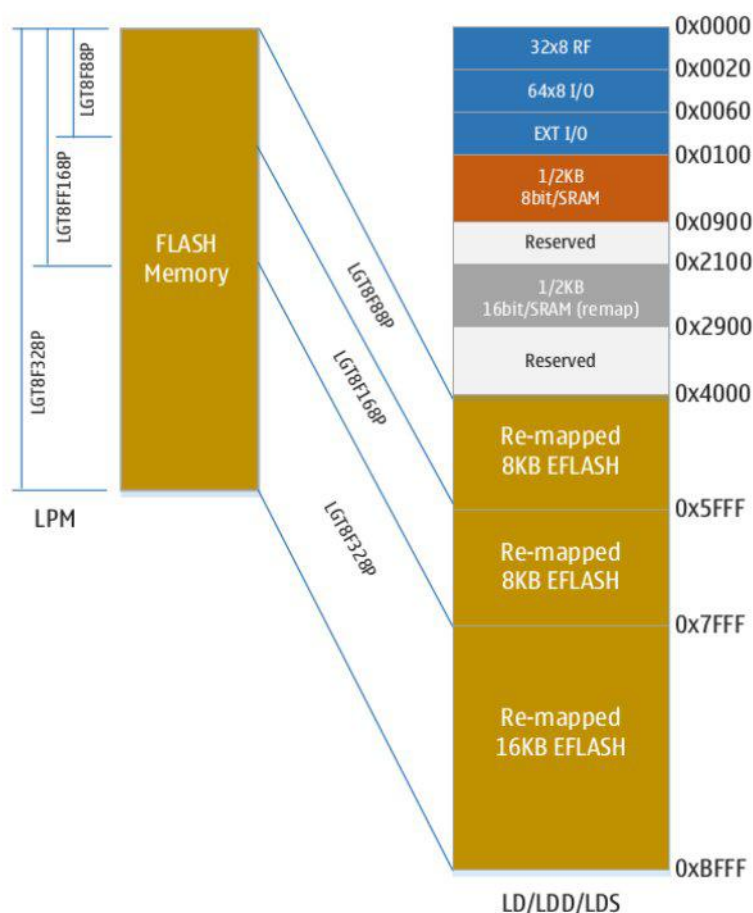 LGT8F88P
LGT8FF168P
LGT8F328P
FLASH
Memory
LPM
LGT8F88P
LGT8F168P
LGT8F328P
32x8 RF
64x8 I/O
EXT I/O
1/2KB
8bit/SRAM
Reserved
1/2KB
16bit/SRAM (remap)
Reserved
Re-mapped
8KB EFLASH
Re-mapped
8KB EFLASH
Re-mapped
16KB EFLASH
0x0000
0x0020
0x0060
0x0100
0x0900
0x2100
0x2900
0x4000
0x5FFF
0x7FFF
0xBFFF
LD/LDD/LDS